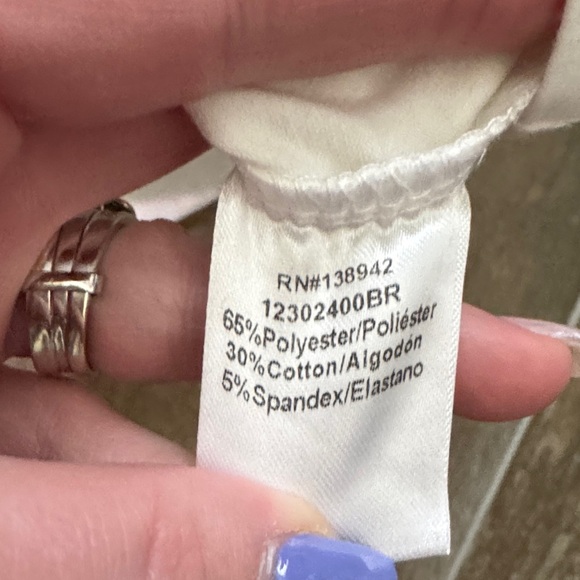 RN#138942
12302400BR
65%Polyester/Poliéster
30%Cotton/Algodón
5%Spandex/Elastano